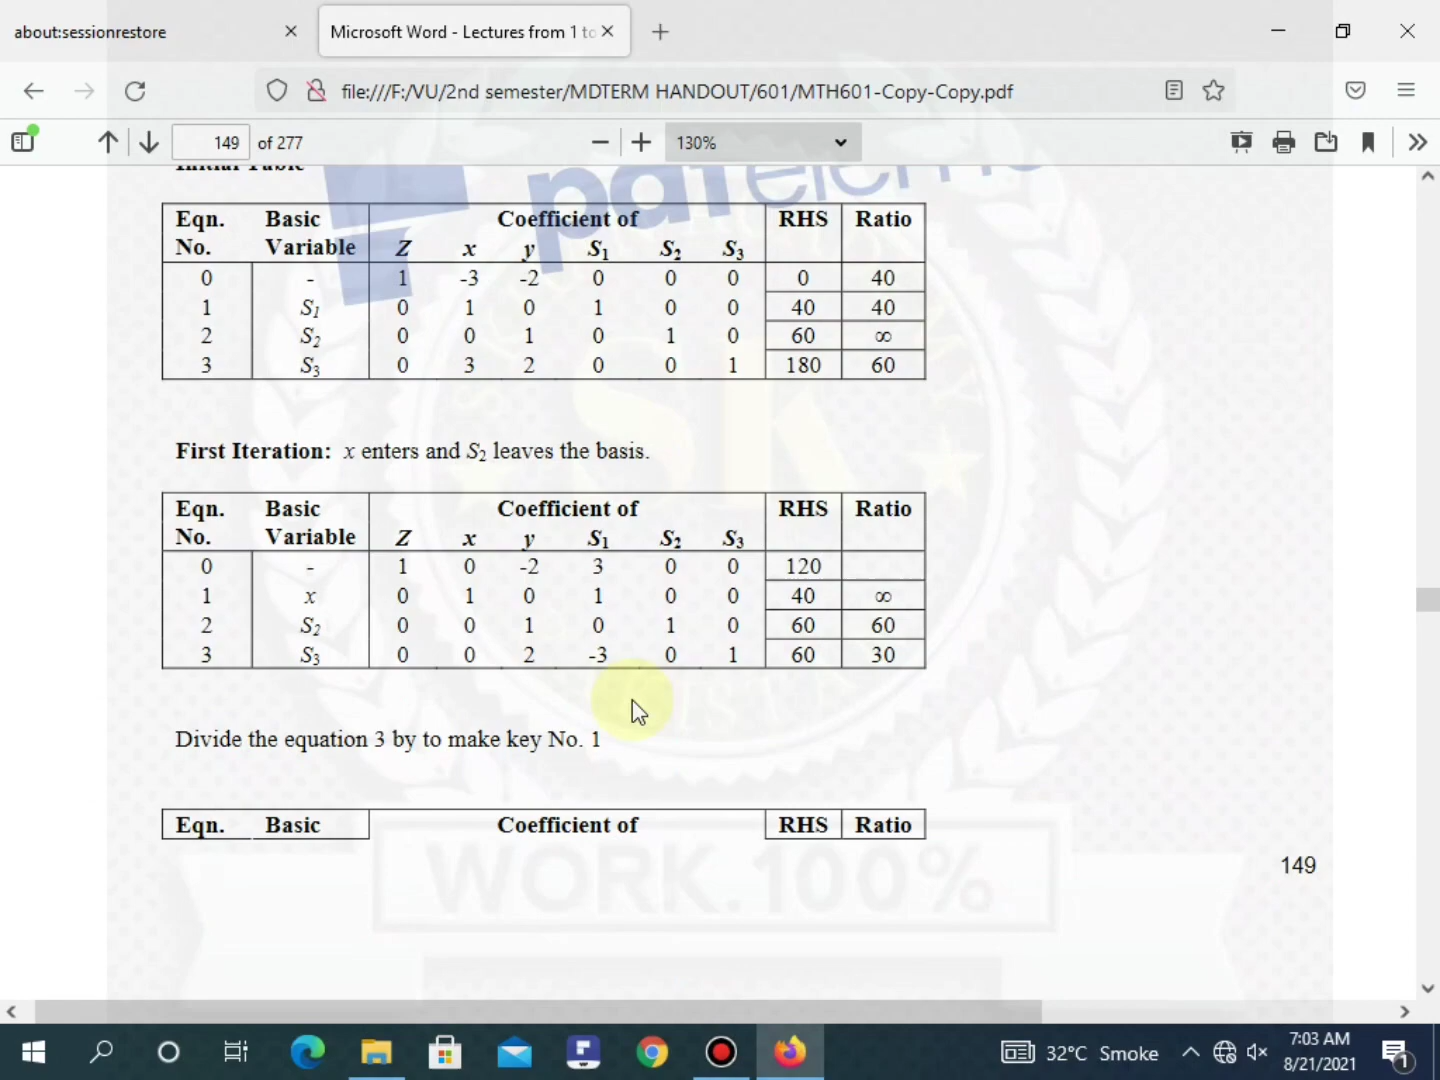 about:sessionrestore
Microsoft Word - Lectures from 1 to
file:///F:/VU/2nd semester/MDTERM HANDOUT/601/MTH601-Copy-Copy.pdf
149 of 277
130%
Initial Table
Eqn. Basic Coefficient of RHS Ratio
No. Variable Z x y S1 S2 S3
0 - 1 -3 -2 0 0 0 0 40
1 S1 0 1 0 1 0 0 40 40
2 S2 0 0 1 0 1 0 60 ∞
3 S3 0 3 2 0 0 1 180 60
First Iteration: x enters and S2 leaves the basis.
Eqn. Basic Coefficient of RHS Ratio
No. Variable Z x y S1 S2 S3
0 - 1 0 -2 3 0 0 120
1 x 0 1 0 1 0 0 40 ∞
2 S2 0 0 1 0 1 0 60 60
3 S3 0 0 2 -3 0 1 60 30
Divide the equation 3 by to make key No. 1
Eqn. Basic Coefficient of RHS Ratio
WORK.100%
149
32°C Smoke
7:03 AM
8/21/2021
1